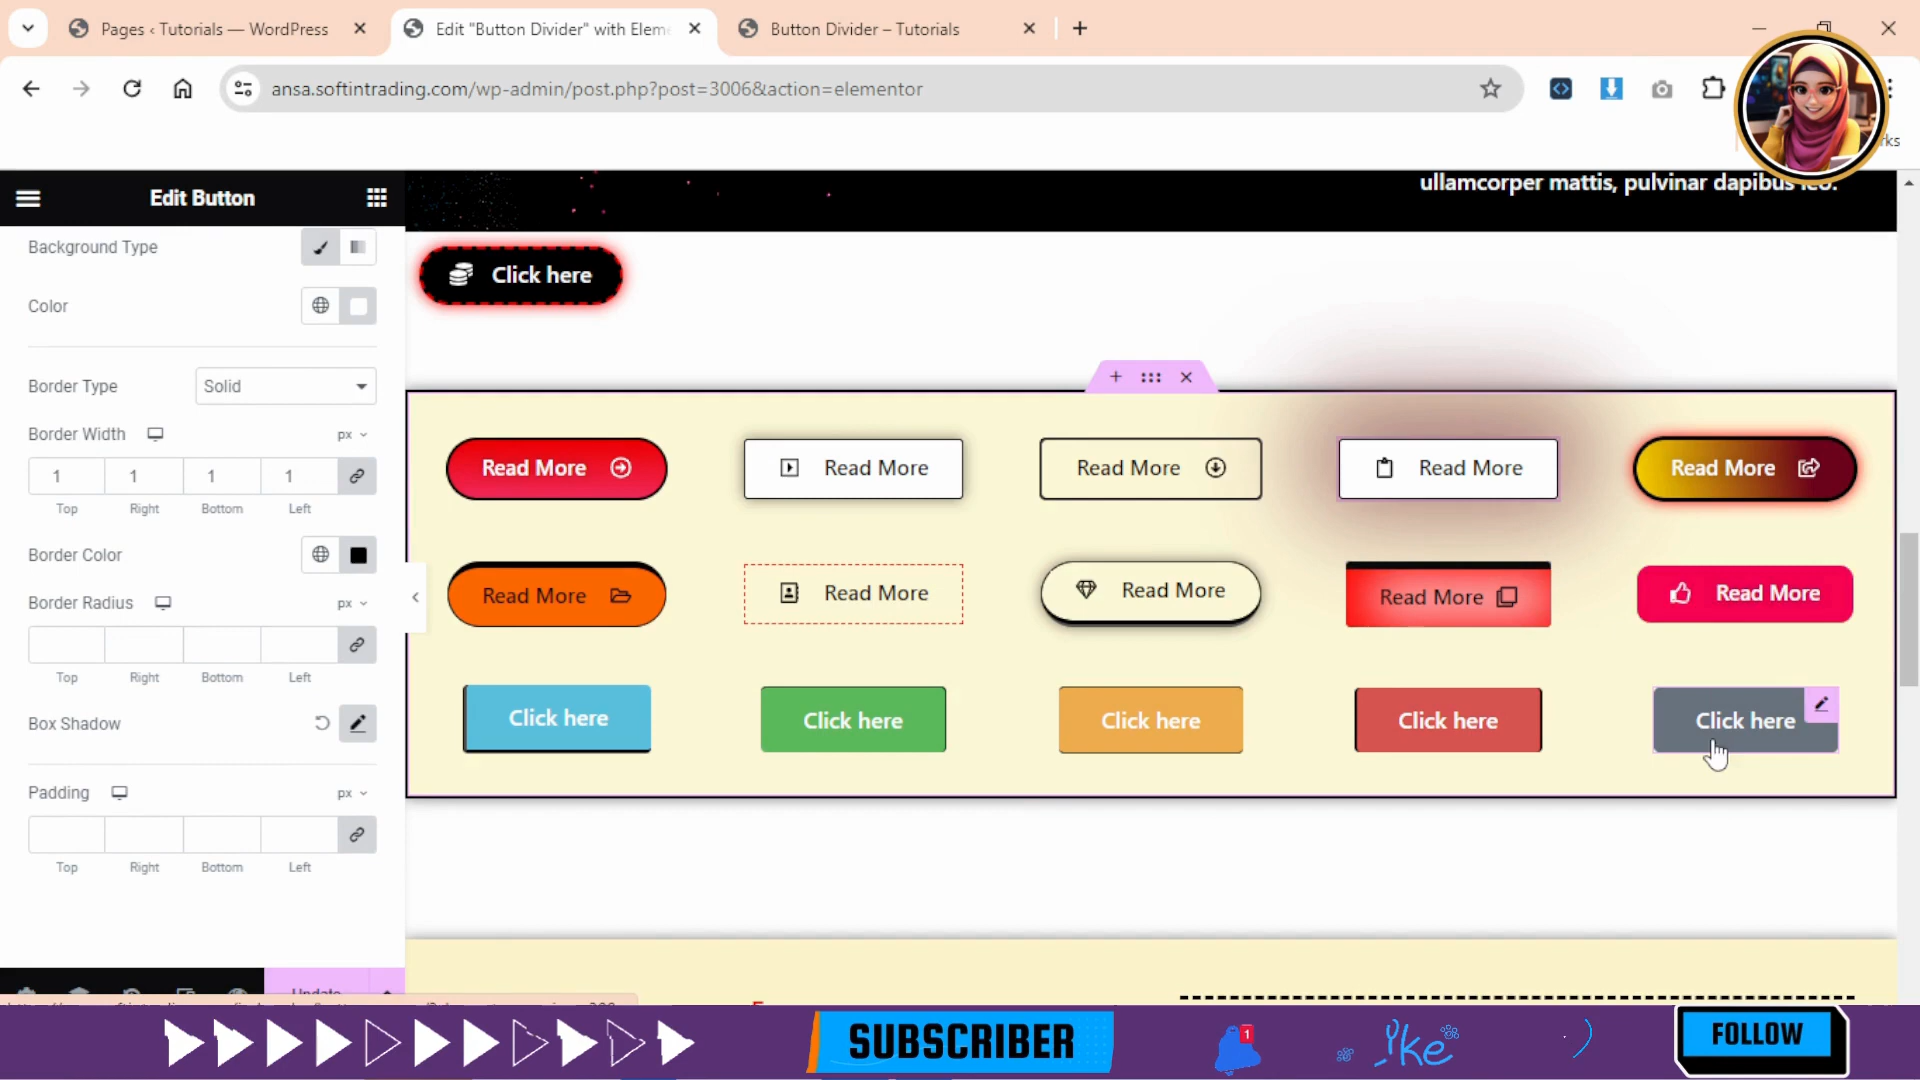 Pages ‹ Tutorials — WordPress
Edit "Button Divider" with Eleme
Button Divider – Tutorials
ansa.softintrading.com/wp-admin/post.php?post=3006&action=elementor
Edit Button
ullamcorper mattis, pulvinar dapibus leo.
Background Type
Click here
Color
Border Type
Solid
Border Width
px
1 1 1 1
Top Right Bottom Left
Border Color
Border Radius
px
Top Right Bottom Left
Box Shadow
Padding
px
Top Right Bottom Left
Update
Read More
Read More
Read More
Read More
Read More
Read More
Read More
Read More
Read More
Read More
Click here
Click here
Click here
Click here
Click here
SUBSCRIBER
1
FOLLOW